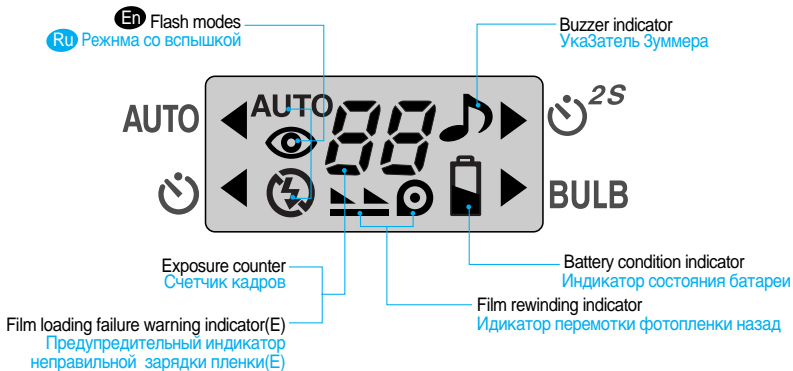 En Flash modes
Ru Режнма со вспышкой
Buzzer indicator
Ука3атель 3уммера
AUTO
AUTO
88
2S
BULB
Exposure counter
Счетчик кадров
Battery condition indicator
Индикатор состояния батареи
Film loading failure warning indicator(E)
Предупредительный индикатор
неправильной зарядки пленки(E)
Film rewinding indicator
Идикатор перемотки фотопленки назад